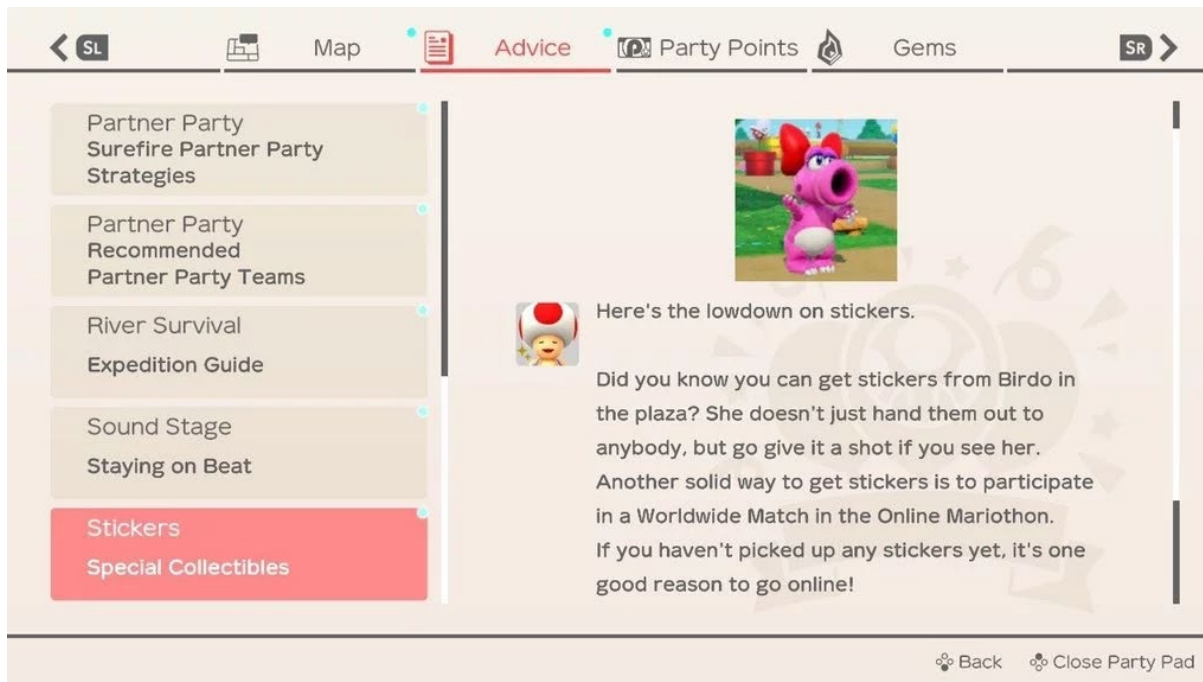 SL
Map
Advice
Party Points
Gems
SR
Partner Party
Surefire Partner Party
Strategies
Partner Party
Recommended
Partner Party Teams
River Survival
Expedition Guide
Sound Stage
Staying on Beat
Stickers
Special Collectibles
Here's the lowdown on stickers.
Did you know you can get stickers from Birdo in
the plaza? She doesn't just hand them out to
anybody, but go give it a shot if you see her.
Another solid way to get stickers is to participate
in a Worldwide Match in the Online Mariothon.
If you haven't picked up any stickers yet, it's one
good reason to go online!
Back
Close Party Pad